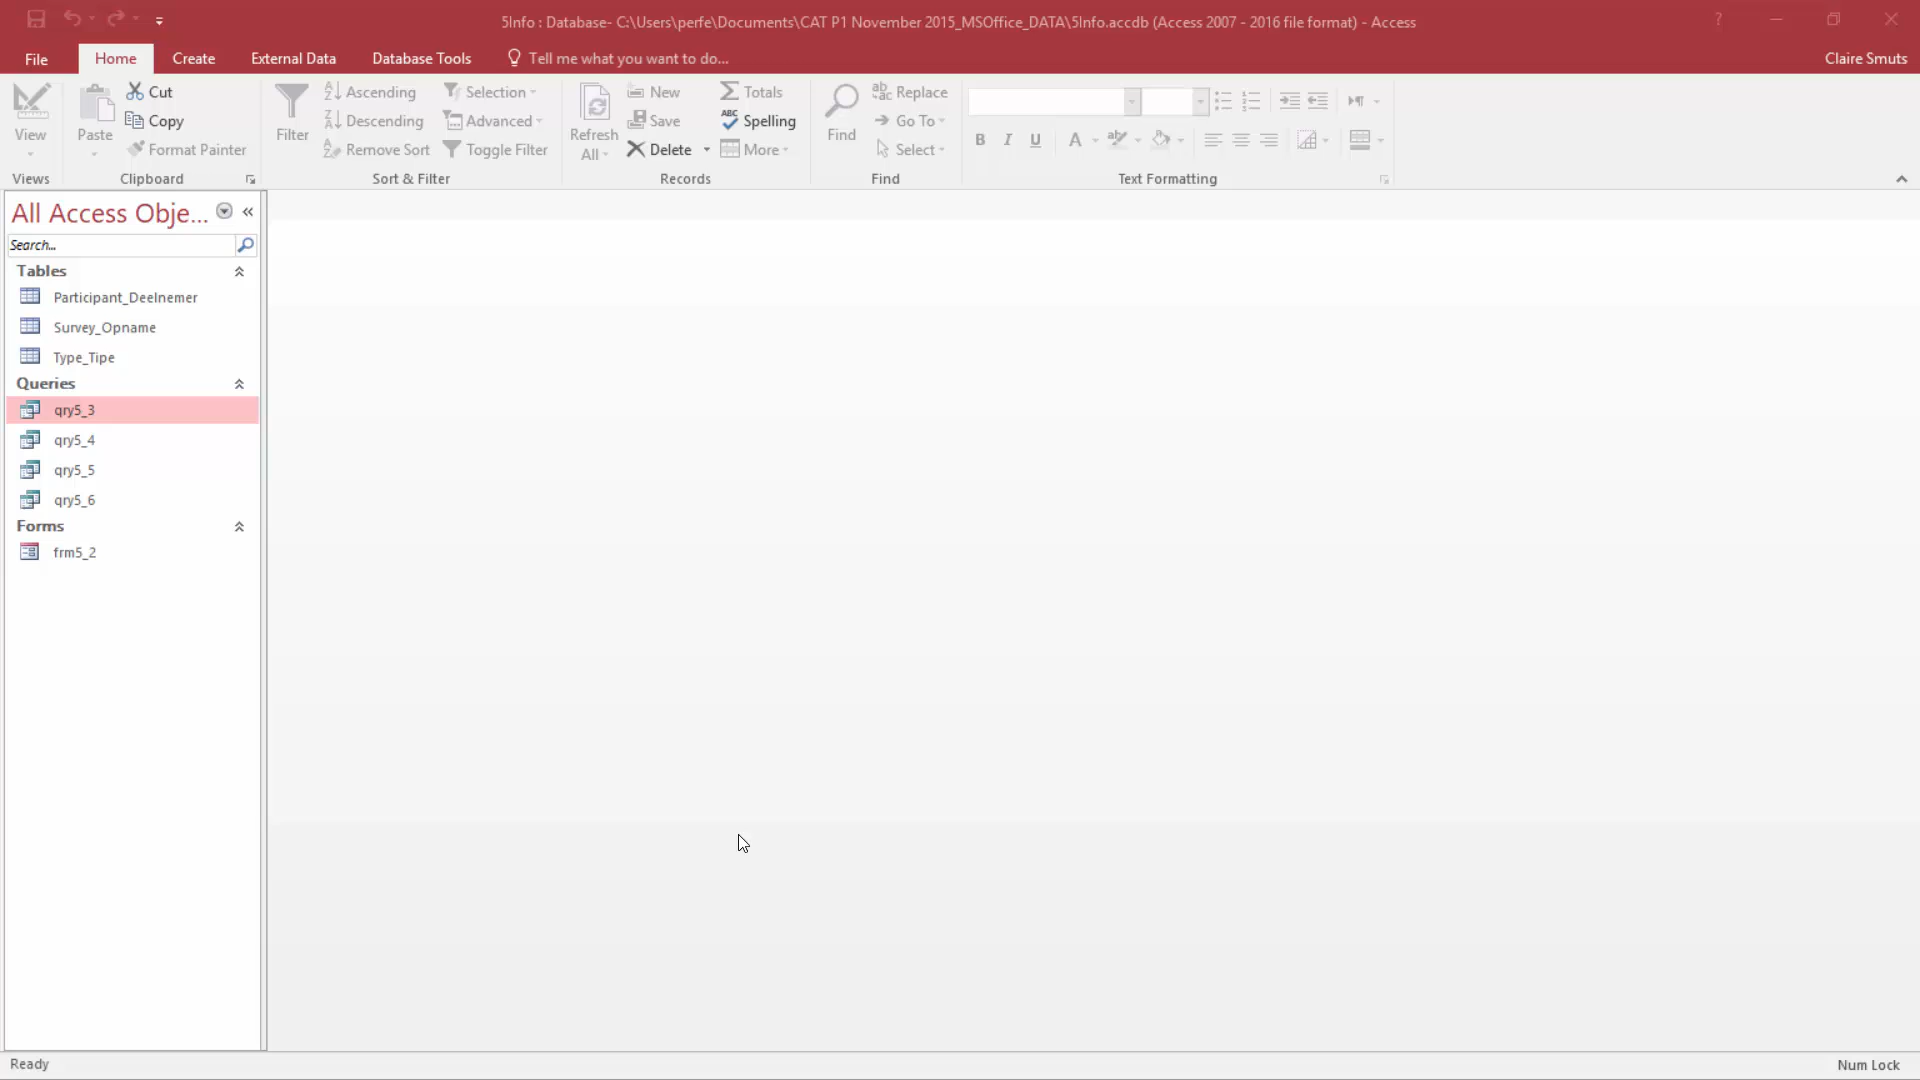 5Info : Database- C:\Users\perfe\Documents\CAT P1 November 2015_MSOffice_DATA\5Info.accdb (Access 2007 - 2016 file format) - Access
File Home Create External Data Database Tools Tell me what you want to do... Claire Smuts
View
Views
Paste
Cut
Copy
Format Painter
Clipboard
Filter
Ascending
Descending
Remove Sort
Selection
Advanced
Toggle Filter
Sort & Filter
Refresh
All
New
Save
Delete
Totals
Spelling
More
Records
Find
Replace
Go To
Select
Find
B I U A
Text Formatting
All Access Obje...
Search...
Tables
Participant_Deelnemer
Survey_Opname
Type_Tipe
Queries
qry5_3
qry5_4
qry5_5
qry5_6
Forms
frm5_2
Ready
Num Lock